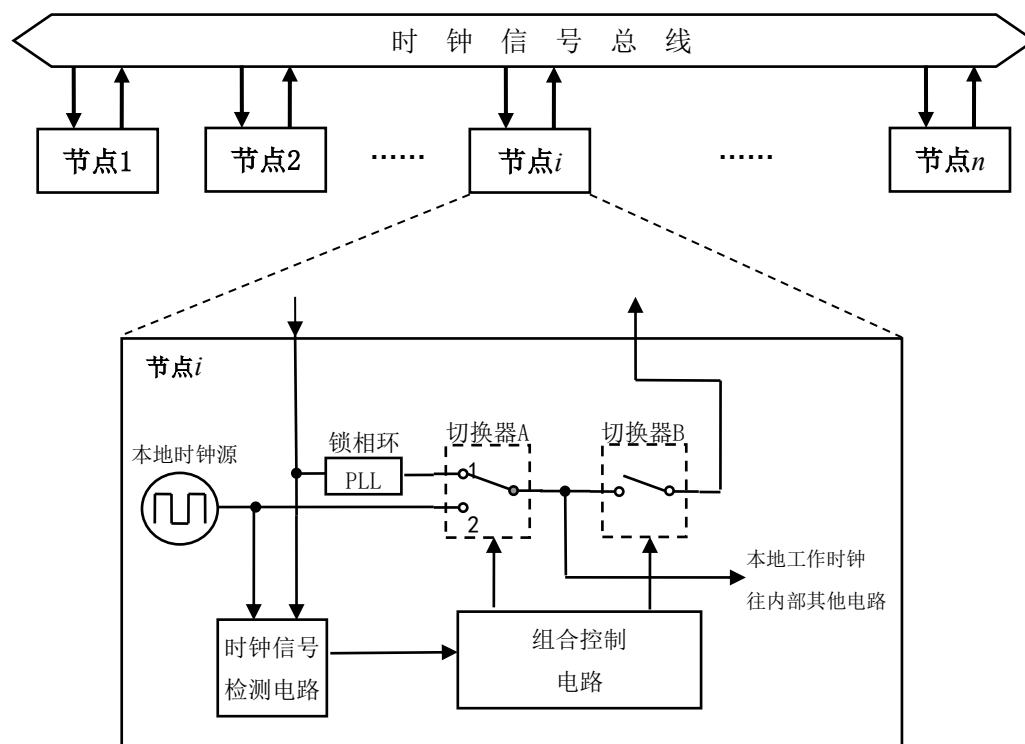 时 钟 信 号 总 线
节点1
节点2
……
节点i
……
节点n
节点i
本地时钟源
锁相环
PLL
切换器A
1
2
切换器B
本地工作时钟
往内部其他电路
时钟信号
检测电路
组合控制
电路